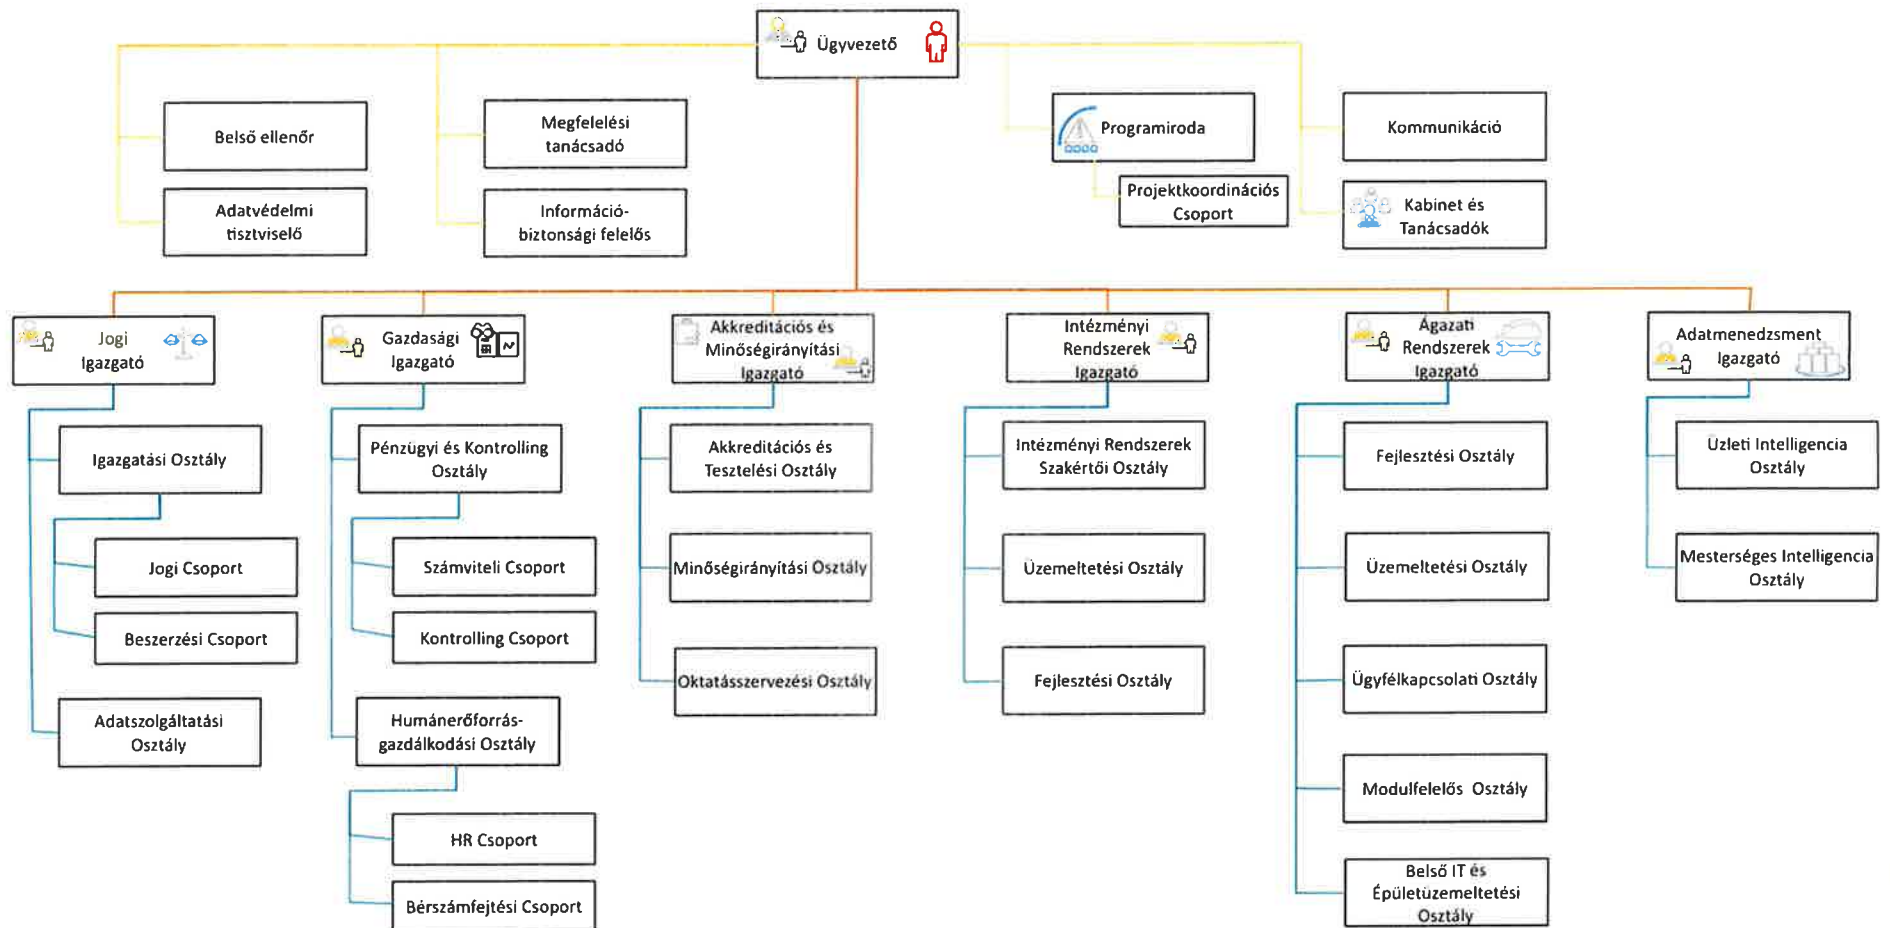 Ügyvezető
Belső ellenőr
Megfelelési
tanácsadó
Programiroda
Kommunikáció
Adatvédelmi
tisztviselő
Információ-
biztonsági felelős
Projektkoordinációs
Csoport
Kabinet és
Tanácsadók
Jogi
Igazgató
Gazdasági
Igazgató
Akkreditációs és
Minőségirányítási
Igazgató
Intézményi
Rendszerek
Igazgató
Ágazati
Rendszerek
Igazgató
Adatmenedzsment
Igazgató
Igazgatási Osztály
Jogi Csoport
Beszerzési Csoport
Adatszolgáltatási
Osztály
Pénzügyi és Kontrolling
Osztály
Számviteli Csoport
Kontrolling Csoport
Humánerőforrás-
gazdálkodási Osztály
HR Csoport
Bérszámfejtési Csoport
Akkreditációs és
Tesztelési Osztály
Minőségirányítási Osztály
Oktatásszervezési Osztály
Intézményi Rendszerek
Szakértői Osztály
Üzemeltetési Osztály
Fejlesztési Osztály
Fejlesztési Osztály
Üzemeltetési Osztály
Ügyfélkapcsolati Osztály
Modulfelelős Osztály
Belső IT és
Épületüzemeltetési
Osztály
Üzleti Intelligencia
Osztály
Mesterséges Intelligencia
Osztály